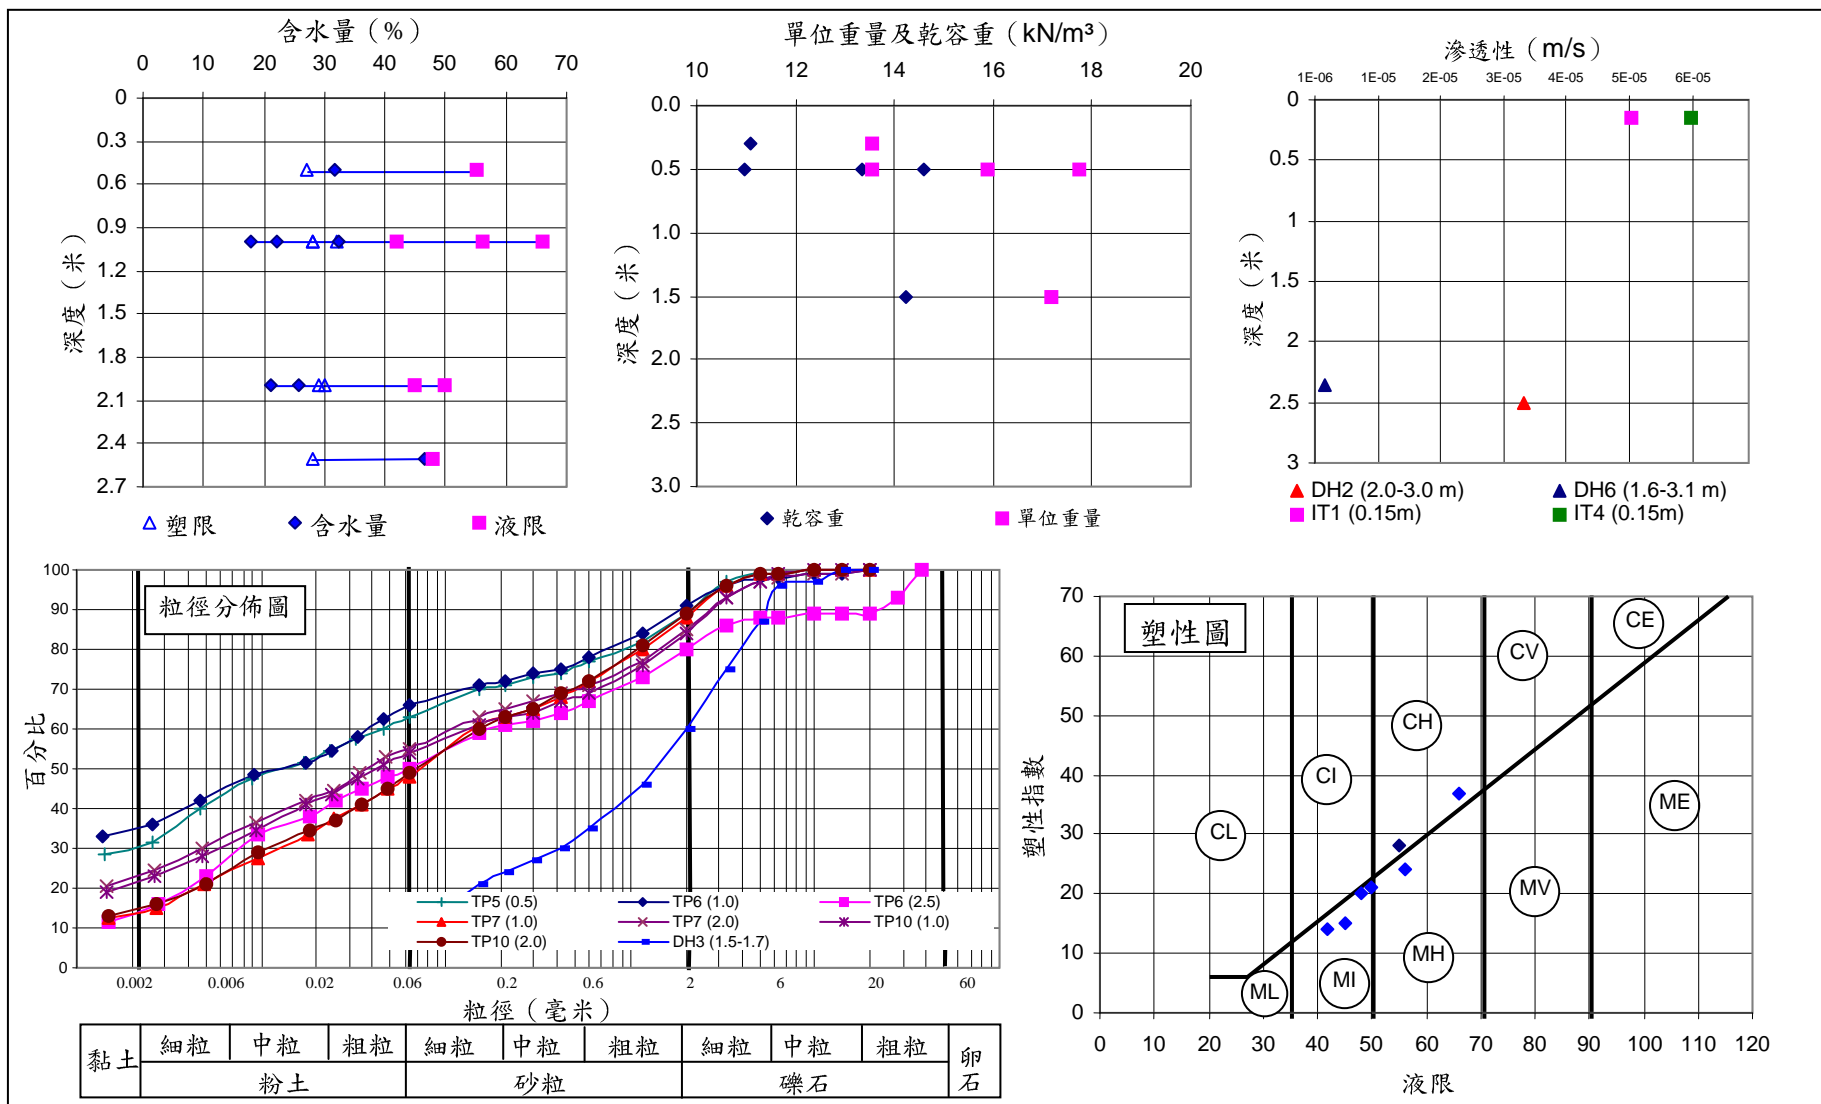 含水量（%）
0 10 20 30 40 50 60 70
0
0.3
0.6
0.9
1.2
1.5
1.8
2.1
2.4
2.7
深度（米）
塑限 含水量 液限
單位重量及乾容重（kN/m³）
10 12 14 16 18 20
0.0
0.5
1.0
1.5
2.0
2.5
3.0
深度（米）
乾容重 單位重量
滲透性（m/s）
1E-06 1E-05 2E-05 3E-05 4E-05 5E-05 6E-05
0
0.5
1
1.5
2
2.5
3
深度（米）
DH2 (2.0-3.0 m) DH6 (1.6-3.1 m)
IT1 (0.15m) IT4 (0.15m)
粒徑分佈圖
100
90
80
70
60
50
40
30
20
10
0
百分比
TP5 (0.5) TP6 (1.0) TP6 (2.5)
TP7 (1.0) TP7 (2.0) TP10 (1.0)
TP10 (2.0) DH3 (1.5-1.7)
0.002 0.006 0.02 0.06 0.2 0.6 2 6 20 60
粒徑（毫米）
黏土 細粒 中粒 粗粒 細粒 中粒 粗粒 細粒 中粒 粗粒 卵石
粉土 砂粒 礫石
塑性圖
70
60
50
40
30
20
10
0
塑性指數
CE
CV
CH
CI
CL
ME
MV
MH
MI
ML
0 10 20 30 40 50 60 70 80 90 100 110 120
液限